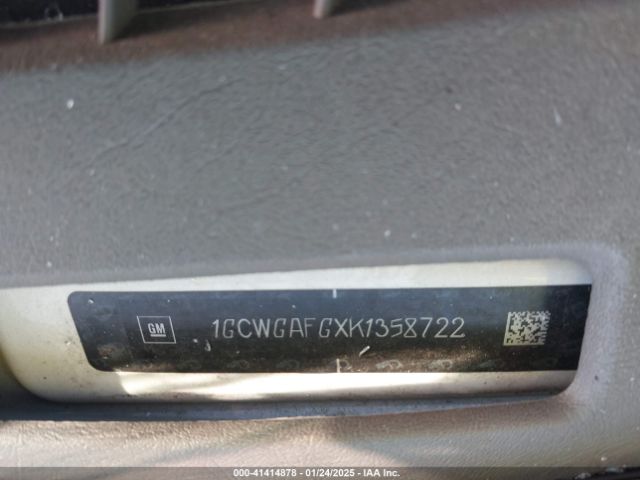 GM
1GCWGAFGXK1358722
000-41414878 • 01/24/2025 • IAA Inc.